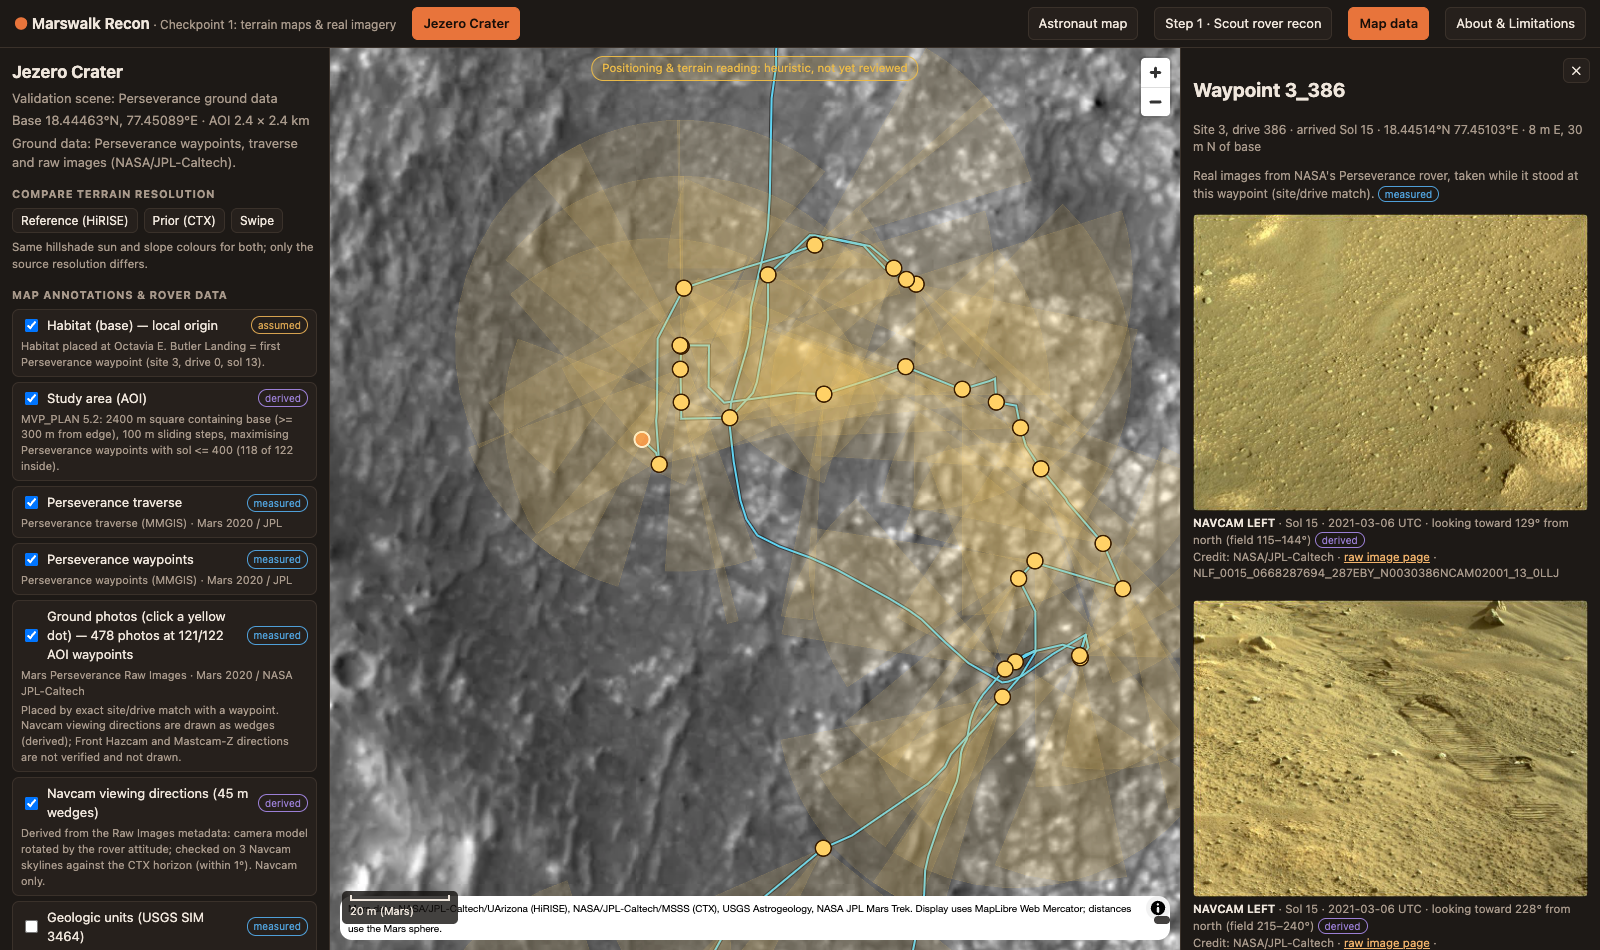 Marswalk Recon · Checkpoint 1: terrain maps & real imagery
Jezero Crater
Astronaut map
Step 1 · Scout rover recon
Map data
About & Limitations
Jezero Crater
Validation scene: Perseverance ground data
Base 18.44463°N, 77.45089°E · AOI 2.4 × 2.4 km
Ground data: Perseverance waypoints, traverse
and raw images (NASA/JPL-Caltech).
COMPARE TERRAIN RESOLUTION
Reference (HiRISE)
Prior (CTX)
Swipe
Same hillshade sun and slope colours for both; only the
source resolution differs.
MAP ANNOTATIONS & ROVER DATA
Habitat (base) — local origin
assumed
Habitat placed at Octavia E. Butler Landing = first
Perseverance waypoint (site 3, drive 0, sol 13).
Study area (AOI)
derived
MVP_PLAN 5.2: 2400 m square containing base (>=
300 m from edge), 100 m sliding steps, maximising
Perseverance waypoints with sol <= 400 (118 of 122
inside).
Perseverance traverse
measured
Perseverance traverse (MMGIS) · Mars 2020 / JPL
Perseverance waypoints
measured
Perseverance waypoints (MMGIS) · Mars 2020 / JPL
Ground photos (click a yellow
dot) — 478 photos at 121/122
AOI waypoints
measured
Mars Perseverance Raw Images · Mars 2020 / NASA
JPL-Caltech
Placed by exact site/drive match with a waypoint.
Navcam viewing directions are drawn as wedges
(derived); Front Hazcam and Mastcam-Z directions
are not verified and not drawn.
Navcam viewing directions (45 m
wedges)
derived
Derived from the Raw Images metadata: camera model
rotated by the rover attitude; checked on 3 Navcam
skylines against the CTX horizon (within 1°). Navcam
only.
Geologic units (USGS SIM
3464)
measured
Positioning & terrain reading: heuristic, not yet reviewed
+
−
20 m (Mars)
NASA/JPL-Caltech/UArizona (HiRISE), NASA/JPL-Caltech/MSSS (CTX), USGS Astrogeology, NASA JPL Mars Trek. Display uses MapLibre Web Mercator; distances
use the Mars sphere.
Waypoint 3_386
×
Site 3, drive 386 · arrived Sol 15 · 18.44514°N 77.45103°E · 8 m E, 30
m N of base
Real images from NASA's Perseverance rover, taken while it stood at
this waypoint (site/drive match). measured
NAVCAM LEFT · Sol 15 · 2021-03-06 UTC · looking toward 129° from
north (field 115–144°) derived
Credit: NASA/JPL-Caltech · raw image page ·
NLF_0015_0668287694_287EBY_N0030386NCAM02001_13_0LLJ
NAVCAM LEFT · Sol 15 · 2021-03-06 UTC · looking toward 228° from
north (field 215–240°) derived
Credit: NASA/JPL-Caltech · raw image page ·